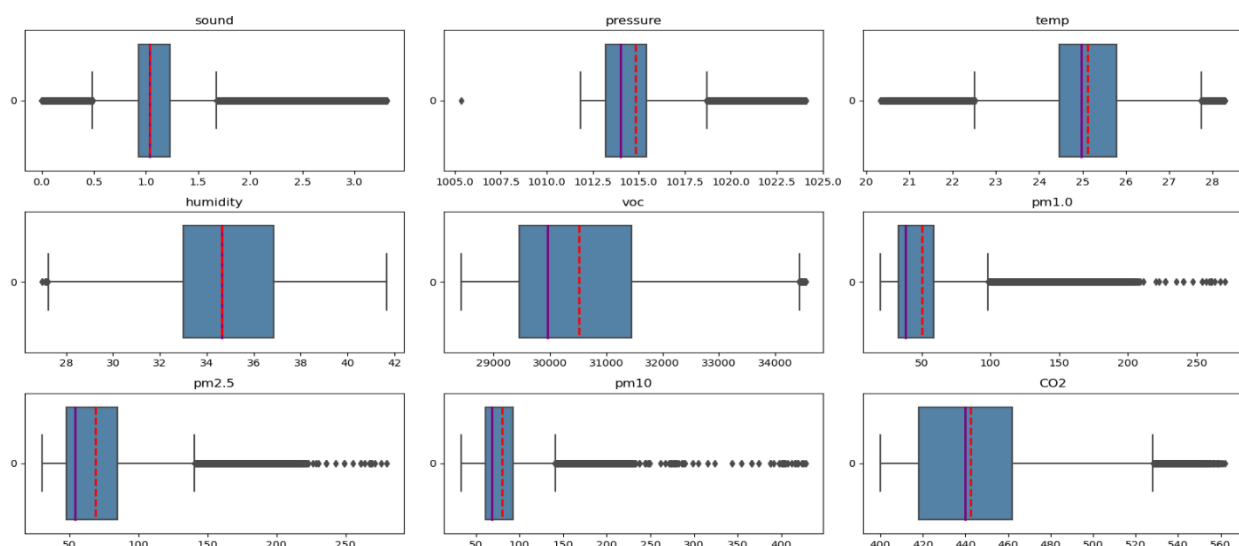 sound
0
0.0 0.5 1.0 1.5 2.0 2.5 3.0
pressure
0
1005.0 1007.5 1010.0 1012.5 1015.0 1017.5 1020.0 1022.5 1025.0
temp
0
20 21 22 23 24 25 26 27 28
humidity
0
28 30 32 34 36 38 40 42
voc
0
29000 30000 31000 32000 33000 34000
pm1.0
0
50 100 150 200 250
pm2.5
0
50 100 150 200 250
pm10
0
50 100 150 200 250 300 350 400
CO2
0
400 420 440 460 480 500 520 540 560